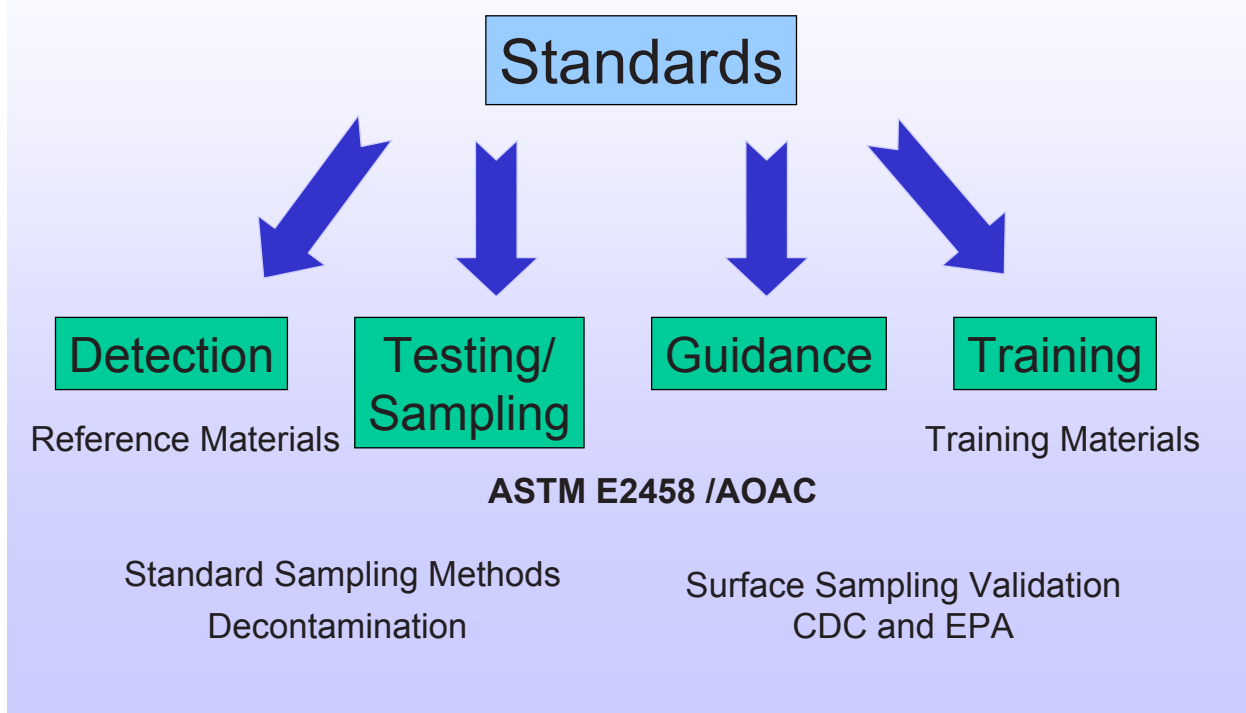 Standards
Detection
Testing/
Sampling
Guidance
Training
Reference Materials
Training Materials
ASTM E2458 /AOAC
Standard Sampling Methods
Decontamination
Surface Sampling Validation
CDC and EPA